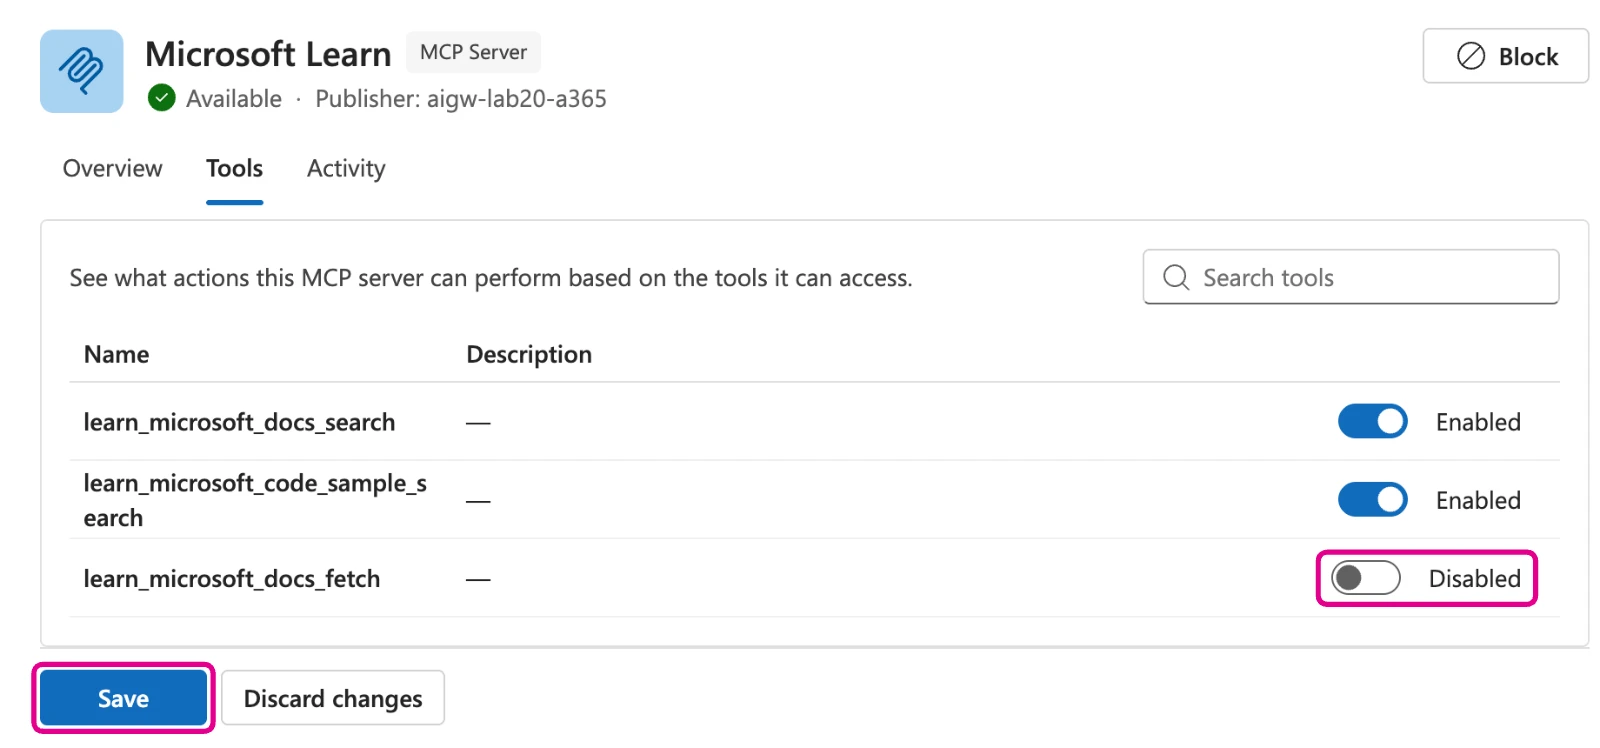 Microsoft Learn MCP Server
Block
Available · Publisher: aigw-lab20-a365
Overview Tools Activity
See what actions this MCP server can perform based on the tools it can access.
Search tools
Name Description
learn_microsoft_docs_search — Enabled
learn_microsoft_code_sample_s
earch — Enabled
learn_microsoft_docs_fetch — Disabled
Save Discard changes